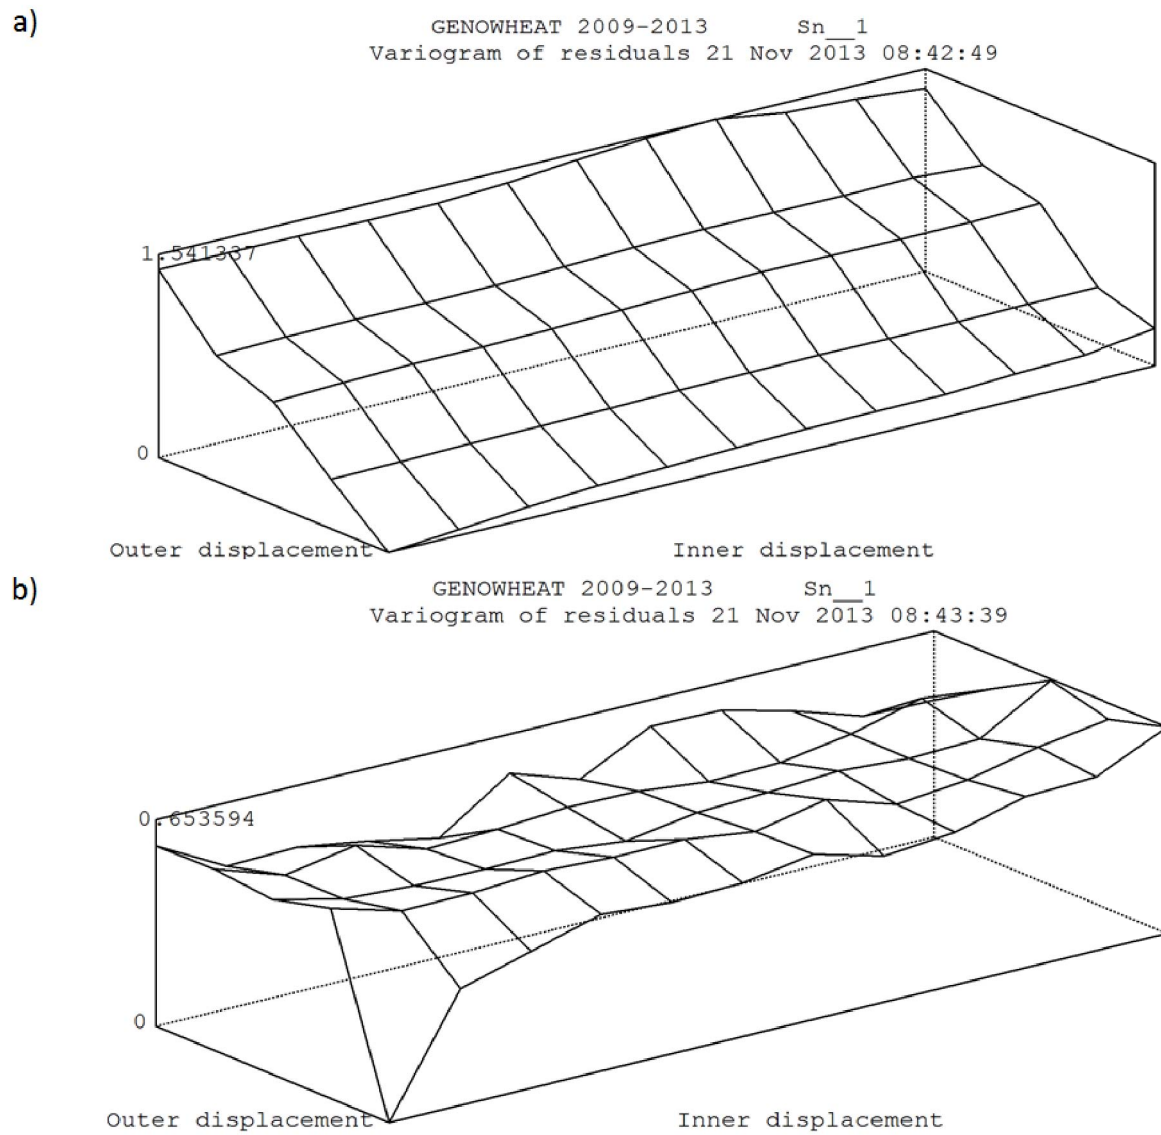 a)
GENOWHEAT 2009-2013 Sn__1
Variogram of residuals 21 Nov 2013 08:42:49
1.541337
0
Outer displacement Inner displacement
b)
GENOWHEAT 2009-2013 Sn__1
Variogram of residuals 21 Nov 2013 08:43:39
0.653594
0
Outer displacement Inner displacement